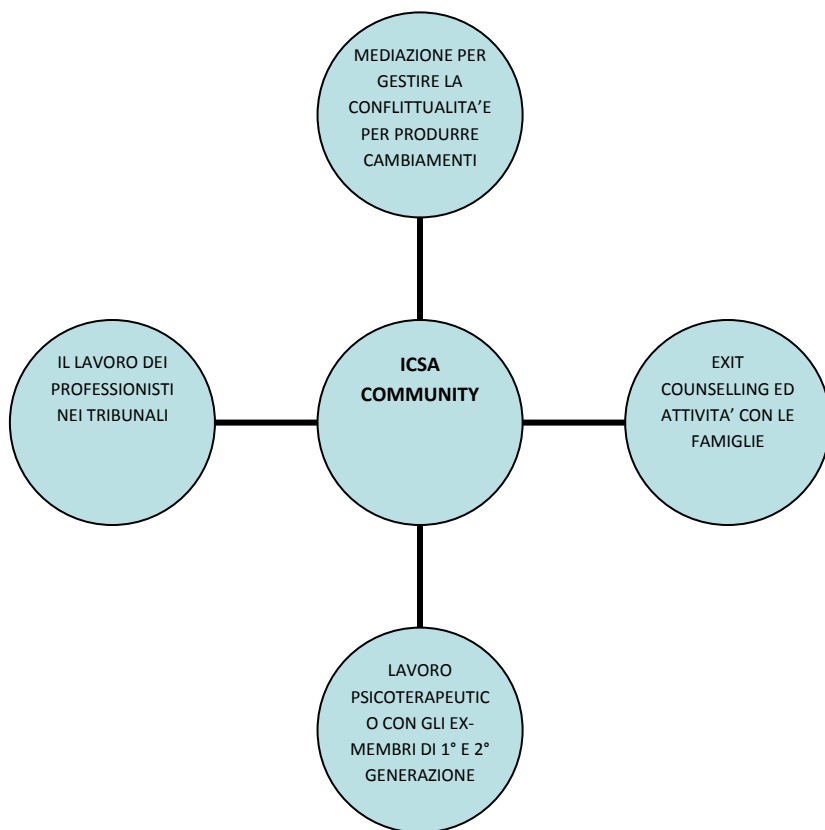 MEDIAZIONE PER
GESTIRE LA
CONFLITTUALITA’E
PER PRODURRE
CAMBIAMENTI
IL LAVORO DEI
PROFESSIONISTI
NEI TRIBUNALI
ICSA
COMMUNITY
EXIT
COUNSELLING ED
ATTIVITA’ CON LE
FAMIGLIE
LAVORO
PSICOTERAPEUTIC
O CON GLI EX-
MEMBRI DI 1° E 2°
GENERAZIONE